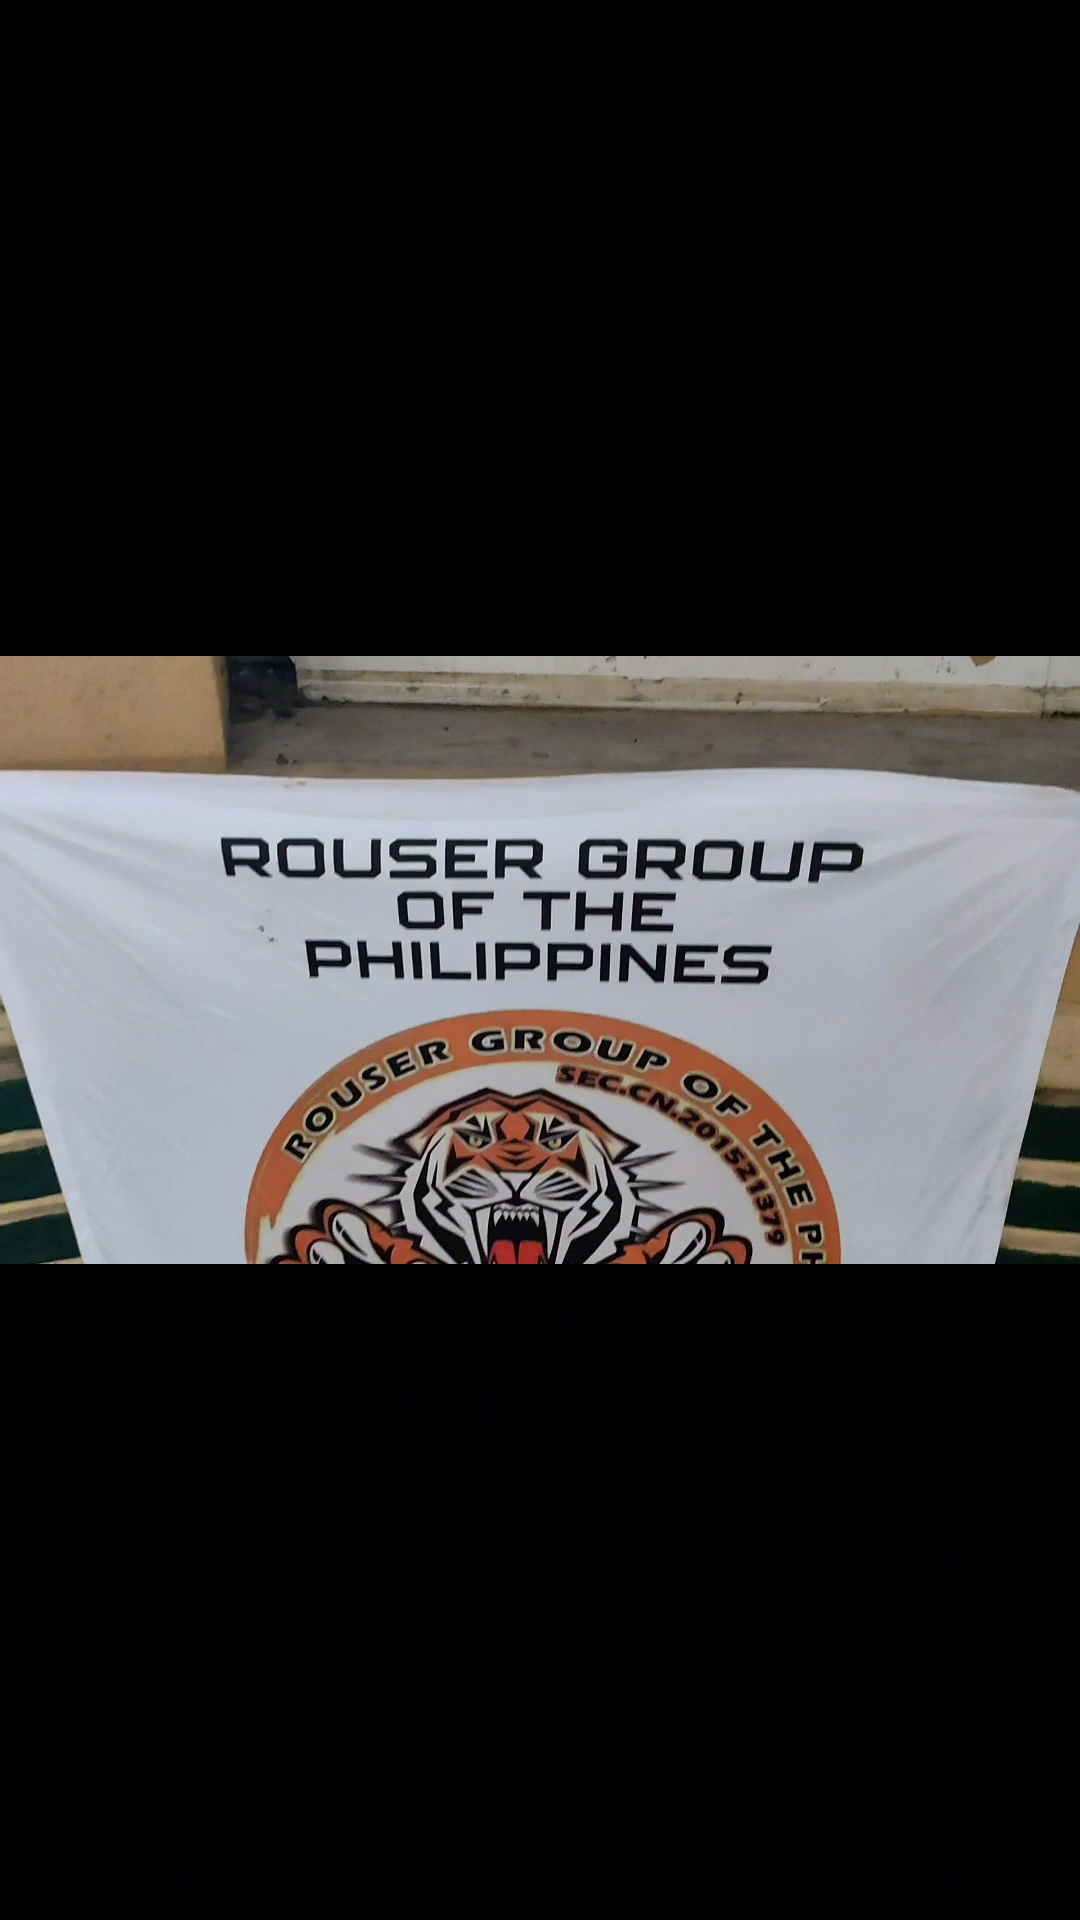 ROUSER GROUP
OF THE
PHILIPPINES
ROUSER GROUP OF THE PH
SEC.CN.201521379